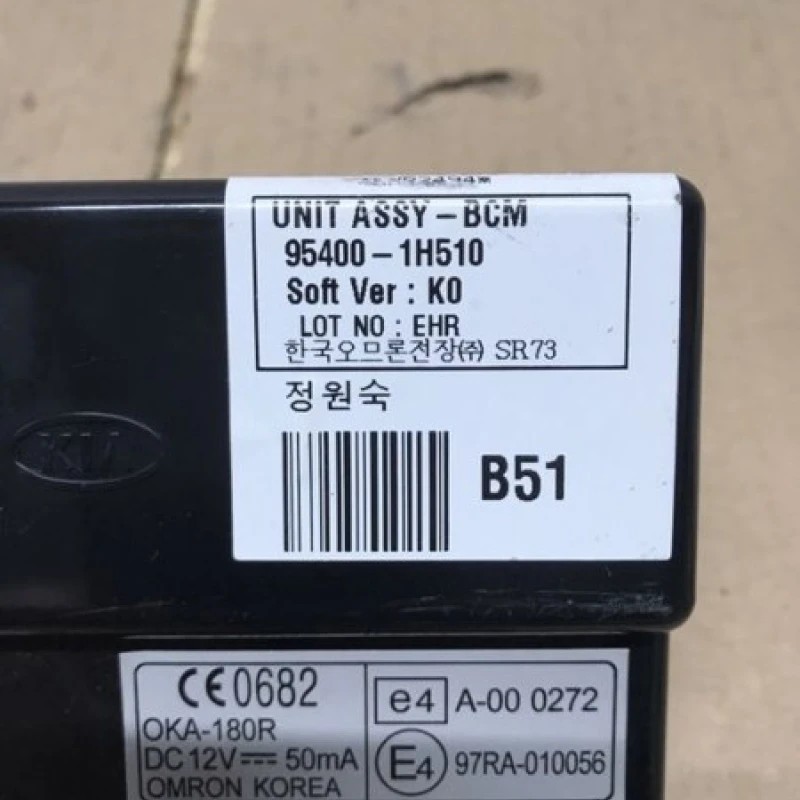 UNIT ASSY-BCM
95400-1H510
Soft Ver : K0
LOT NO : EHR
한국오므론전장㈜ SR73
정원숙
B51
KIA
CE0682
OKA-180R
DC 12V⎓ 50mA
OMRON KOREA
e4 A-00 0272
E4 97RA-010056